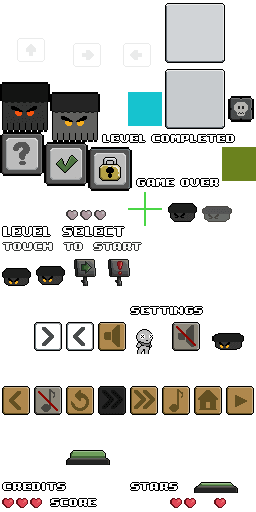 LEVEL COMPLETED
GAME OVER
LEVEL SELECT
TOUCH TO START
SETTINGS
CREDITS
STARS
SCORE